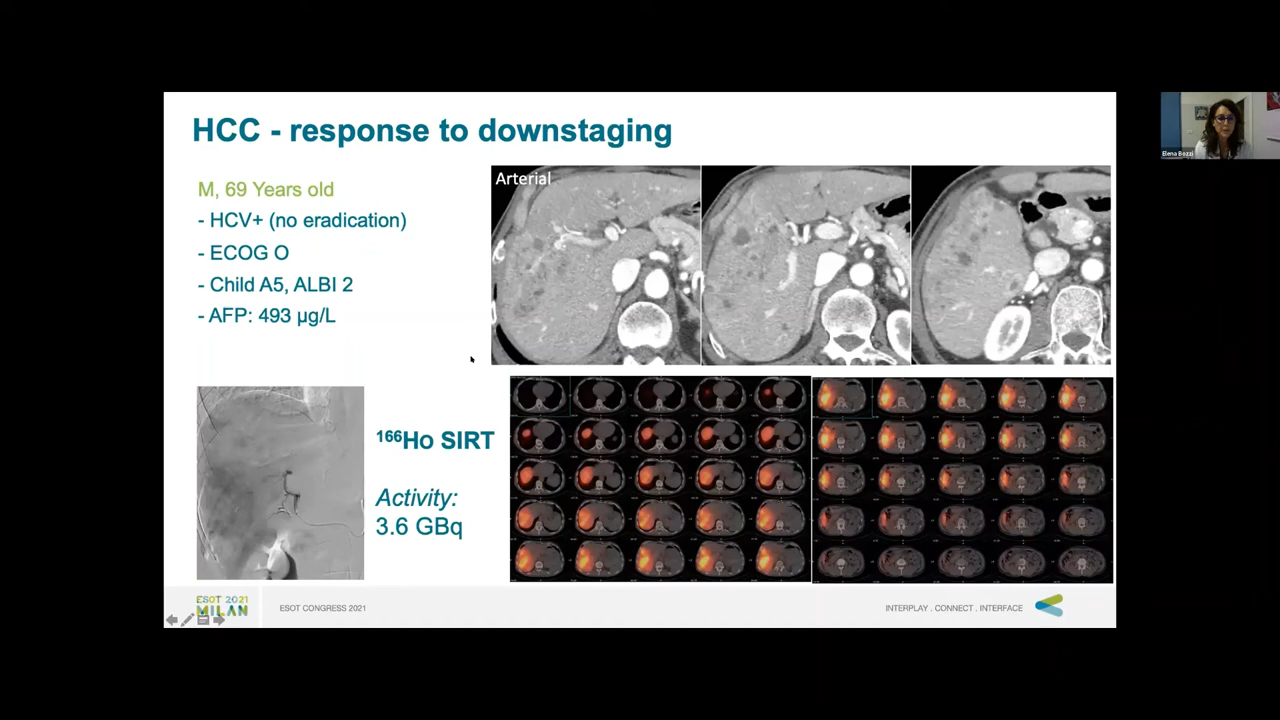 HCC - response to downstaging
M, 69 Years old
- HCV+ (no eradication)
- ECOG O
- Child A5, ALBI 2
- AFP: 493 µg/L
Arterial
¹⁶⁶Ho SIRT
Activity:
3.6 GBq
ESOT 2021
MILAN
ESOT CONGRESS 2021
INTERPLAY . CONNECT . INTERFACE
Elena Bozzi